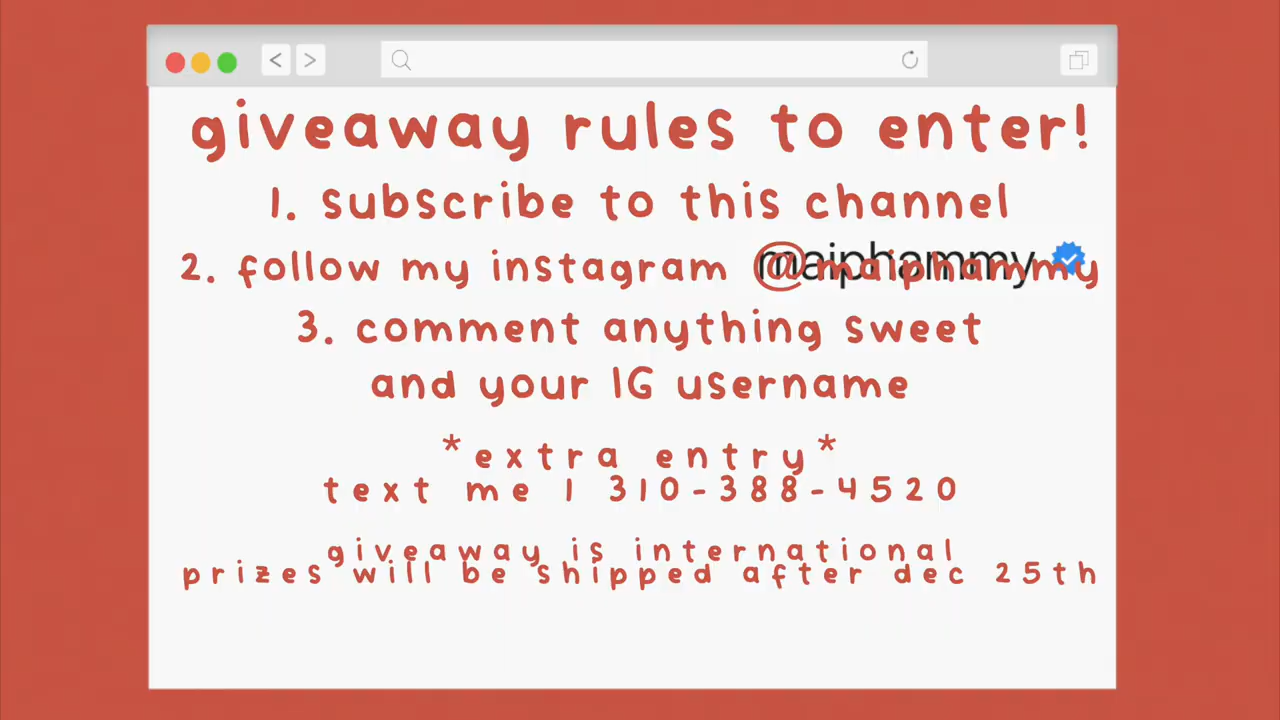 giveaway rules to enter!
1. subscribe to this channel
2. follow my instagram @maiphammy
maiphammy
3. comment anything sweet
and your IG username
*extra entry*
text me 1 310-388-4520
giveaway is international
prizes will be shipped after dec 25th